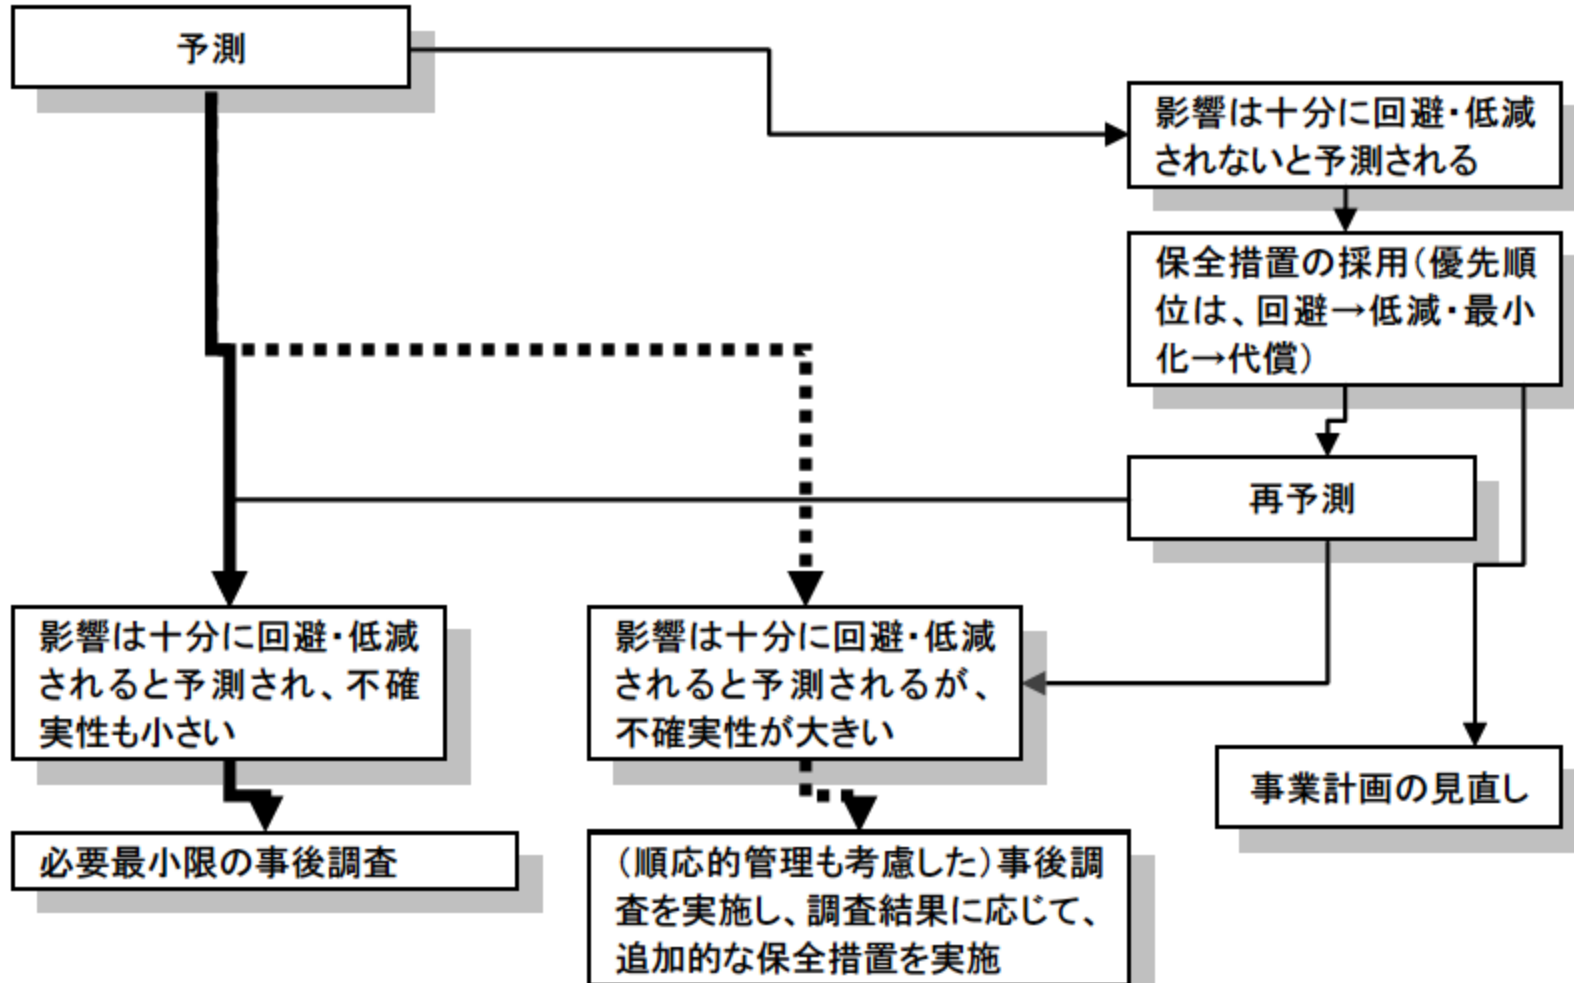 予測
影響は十分に回避・低減
されないと予測される
保全措置の採用（優先順
位は、回避→低減・最小
化→代償）
再予測
影響は十分に回避・低減
されると予測され、不確
実性も小さい
影響は十分に回避・低減
されると予測されるが、
不確実性が大きい
事業計画の見直し
必要最小限の事後調査
（順応的管理も考慮した）事後調
査を実施し、調査結果に応じて、
追加的な保全措置を実施